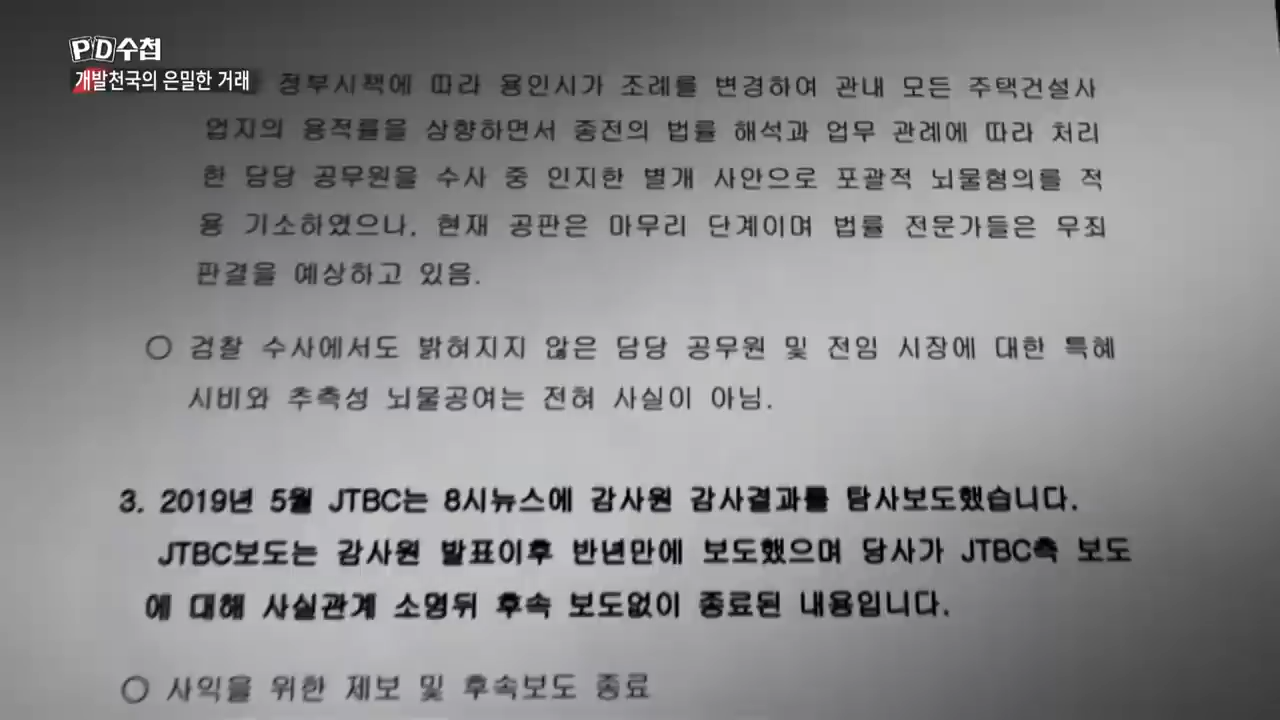 PD수첩
개발천국의 은밀한 거래
정부시책에 따라 용인시가 조례를 변경하여 관내 모든 주택건설사
업지의 용적률을 상향하면서 종전의 법률 해석과 업무 관례에 따라 처리
한 담당 공무원을 수사 중 인지한 별개 사안으로 포괄적 뇌물혐의를 적
용 기소하였으나, 현재 공판은 마무리 단계이며 법률 전문가들은 무죄
판결을 예상하고 있음.
○ 검찰 수사에서도 밝혀지지 않은 담당 공무원 및 전임 시장에 대한 특혜
시비와 추측성 뇌물공여는 전혀 사실이 아님.
3. 2019년 5월 JTBC는 8시뉴스에 감사원 감사결과를 탐사보도했습니다.
JTBC보도는 감사원 발표이후 반년만에 보도했으며 당사가 JTBC측 보도
에 대해 사실관계 소명뒤 후속 보도없이 종료된 내용입니다.
○ 사익을 위한 제보 및 후속보도 종료